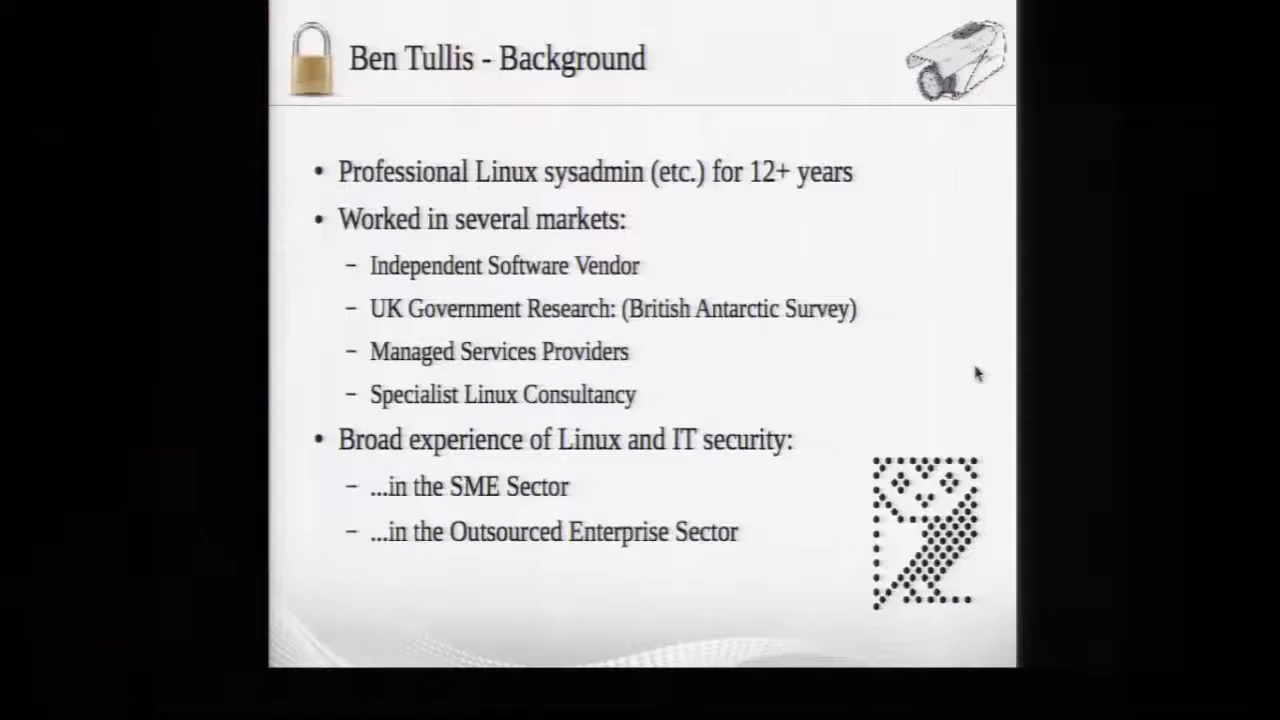 Ben Tullis - Background
• Professional Linux sysadmin (etc.) for 12+ years
• Worked in several markets:
– Independent Software Vendor
– UK Government Research: (British Antarctic Survey)
– Managed Services Providers
– Specialist Linux Consultancy
• Broad experience of Linux and IT security:
– ...in the SME Sector
– ...in the Outsourced Enterprise Sector